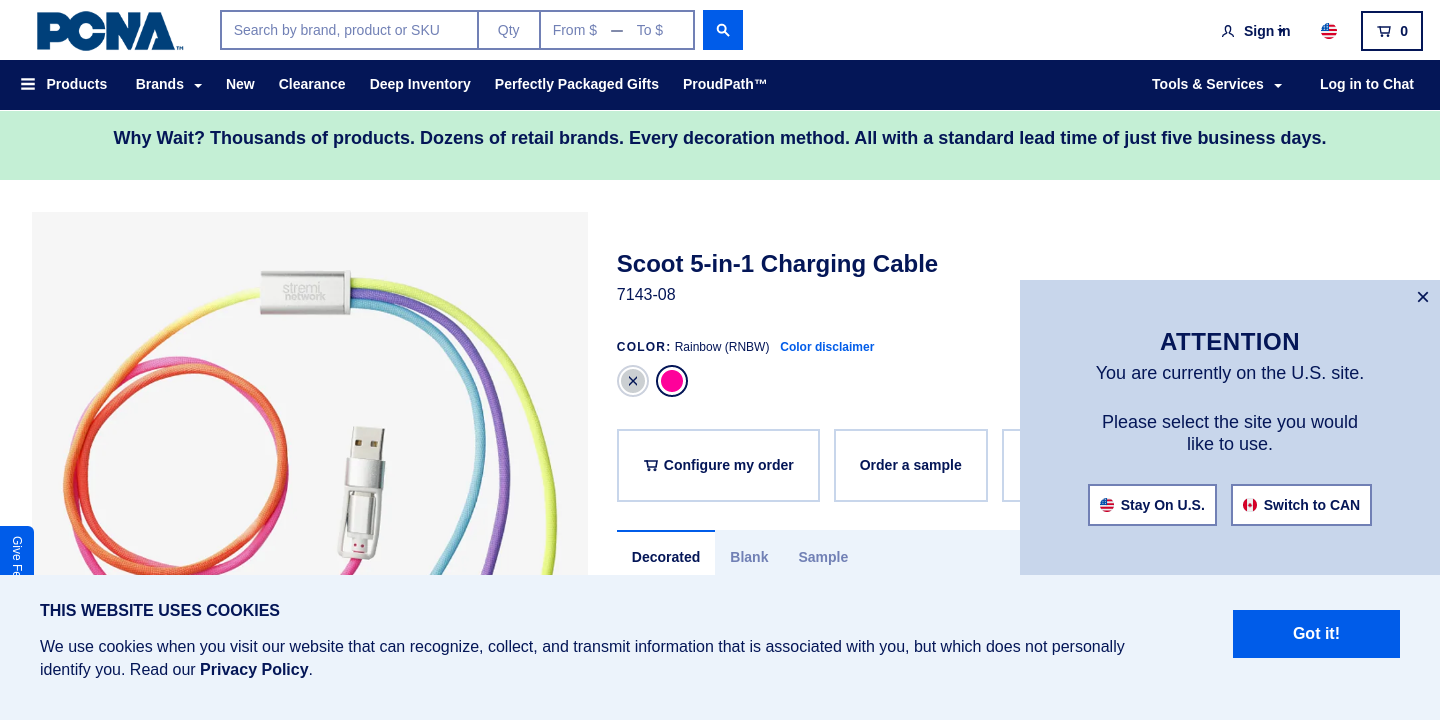 PCNA™
Search by brand, product or SKU
Qty
From $ — To $
Sign in
0
Products
Brands
New
Clearance
Deep Inventory
Perfectly Packaged Gifts
ProudPath™
Tools & Services
Log in to Chat
Why Wait? Thousands of products. Dozens of retail brands. Every decoration method. All with a standard lead time of just five business days.
stremi
network
Scoot 5-in-1 Charging Cable
7143-08
COLOR: Rainbow (RNBW) Color disclaimer
Configure my order
Order a sample
Decorated
Blank
Sample
ATTENTION
You are currently on the U.S. site.
Please select the site you would
like to use.
Stay On U.S.
Switch to CAN
Give Fe
THIS WEBSITE USES COOKIES
We use cookies when you visit our website that can recognize, collect, and transmit information that is associated with you, but which does not personally
identify you. Read our Privacy Policy.
Got it!